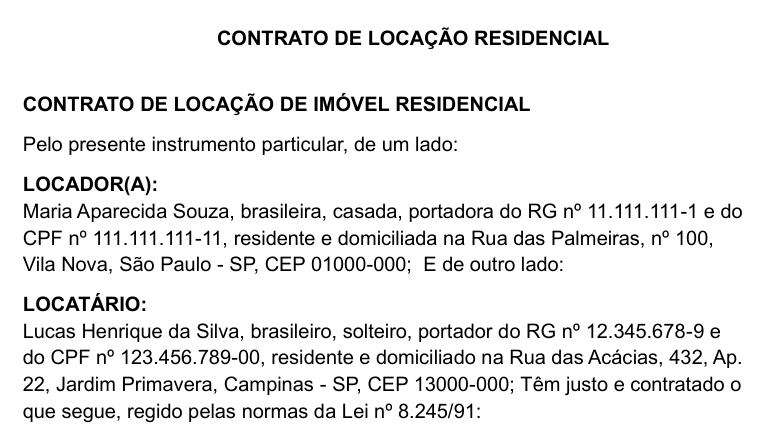 CONTRATO DE LOCAÇÃO RESIDENCIAL
CONTRATO DE LOCAÇÃO DE IMÓVEL RESIDENCIAL
Pelo presente instrumento particular, de um lado:
LOCADOR(A):
Maria Aparecida Souza, brasileira, casada, portadora do RG nº 11.111.111-1 e do
CPF nº 111.111.111-11, residente e domiciliada na Rua das Palmeiras, nº 100,
Vila Nova, São Paulo - SP, CEP 01000-000;  E de outro lado:
LOCATÁRIO:
Lucas Henrique da Silva, brasileiro, solteiro, portador do RG nº 12.345.678-9 e
do CPF nº 123.456.789-00, residente e domiciliado na Rua das Acácias, 432, Ap.
22, Jardim Primavera, Campinas - SP, CEP 13000-000; Têm justo e contratado o
que segue, regido pelas normas da Lei nº 8.245/91: